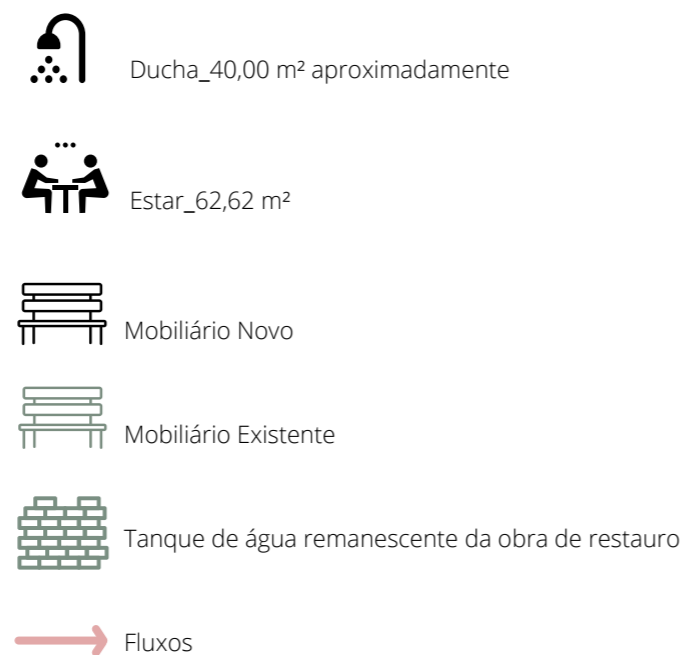 Ducha_40,00 m² aproximadamente
Estar_62,62 m²
Mobiliário Novo
Mobiliário Existente
Tanque de água remanescente da obra de restauro
Fluxos